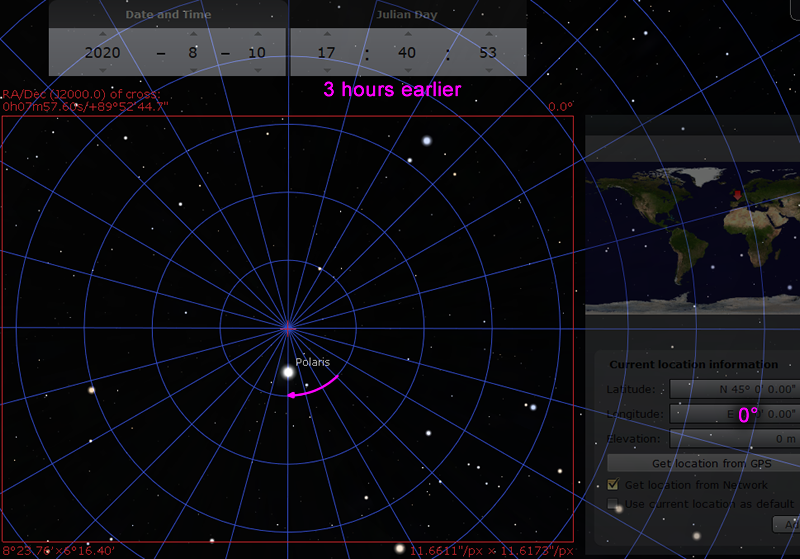 Date and Time
Julian Day
2020 - 8 - 10
17 : 40 : 53
3 hours earlier
RA/Dec (J2000.0) of cross:
0h07m57.60s/+89°52'44.7"
0.0°
Polaris
Current location information
Latitude: N 45° 0' 0.00"
Longitude: E 0° 0.00"
0°
Elevation: 0 m
Get location from GPS
Get location from Network
Use current location as default
8°23.76'×6°16.40'
11.6611"/px × 11.6173"/px